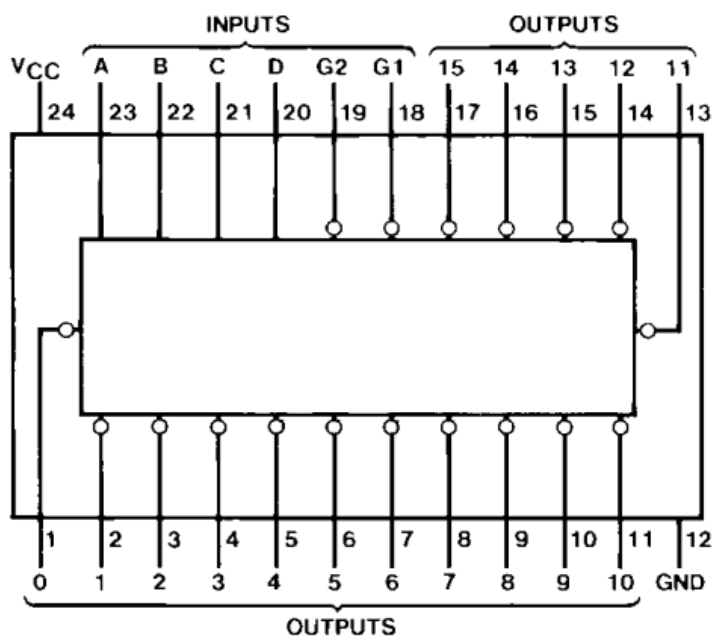 INPUTS OUTPUTS
VCC A B C D G2 G1 15 14 13 12 11
24 23 22 21 20 19 18 17 16 15 14 13
1 2 3 4 5 6 7 8 9 10 11 12
0 1 2 3 4 5 6 7 8 9 10 GND
OUTPUTS